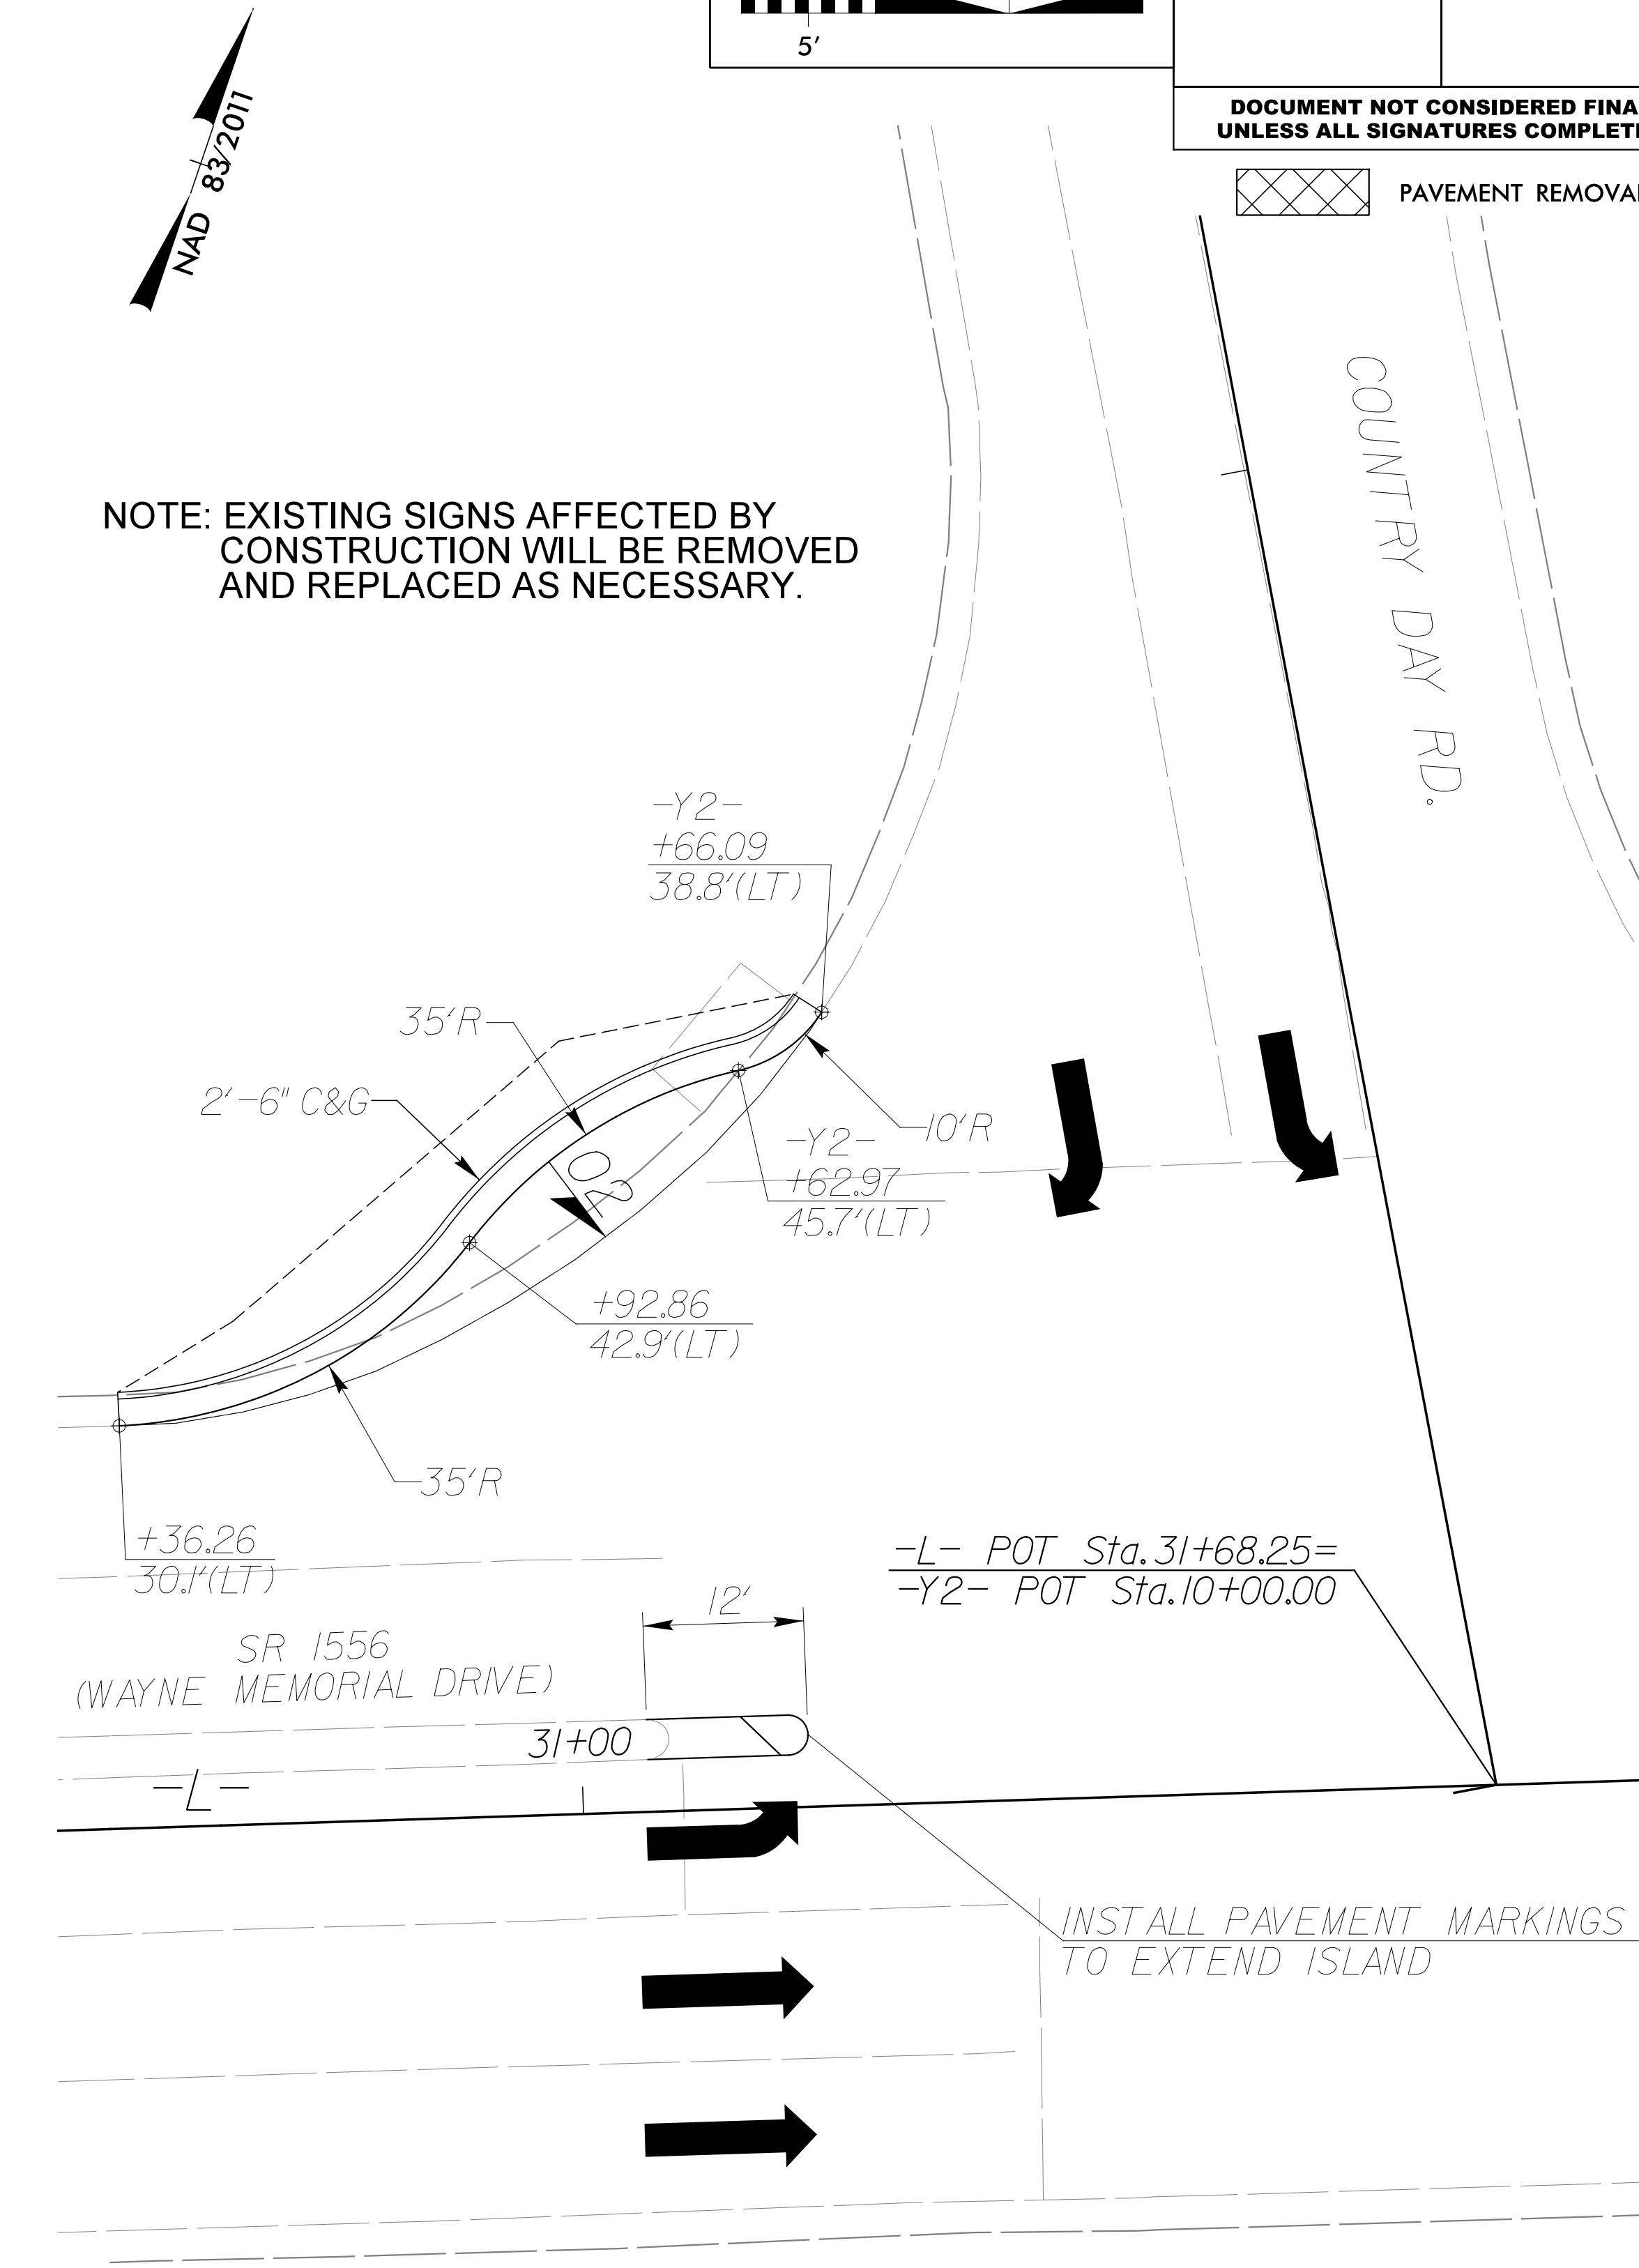 5'
DOCUMENT NOT CONSIDERED FINA
UNLESS ALL SIGNATURES COMPLET
NAD 83/2011
PAVEMENT REMOVAL
COUNTRY DAY RD.
NOTE: EXISTING SIGNS AFFECTED BY
CONSTRUCTION WILL BE REMOVED
AND REPLACED AS NECESSARY.
-Y2-
+66.09
38.8'(LT)
35'R
2'-6" C&G
10'R
-Y2-
+62.97
45.7'(LT)
02
+92.86
42.9'(LT)
35'R
+36.26
30.1'(LT)
-L- POT Sta. 31+68.25=
-Y2- POT Sta. 10+00.00
12'
SR 1556
(WAYNE MEMORIAL DRIVE)
31+00
-L-
INSTALL PAVEMENT MARKINGS
TO EXTEND ISLAND